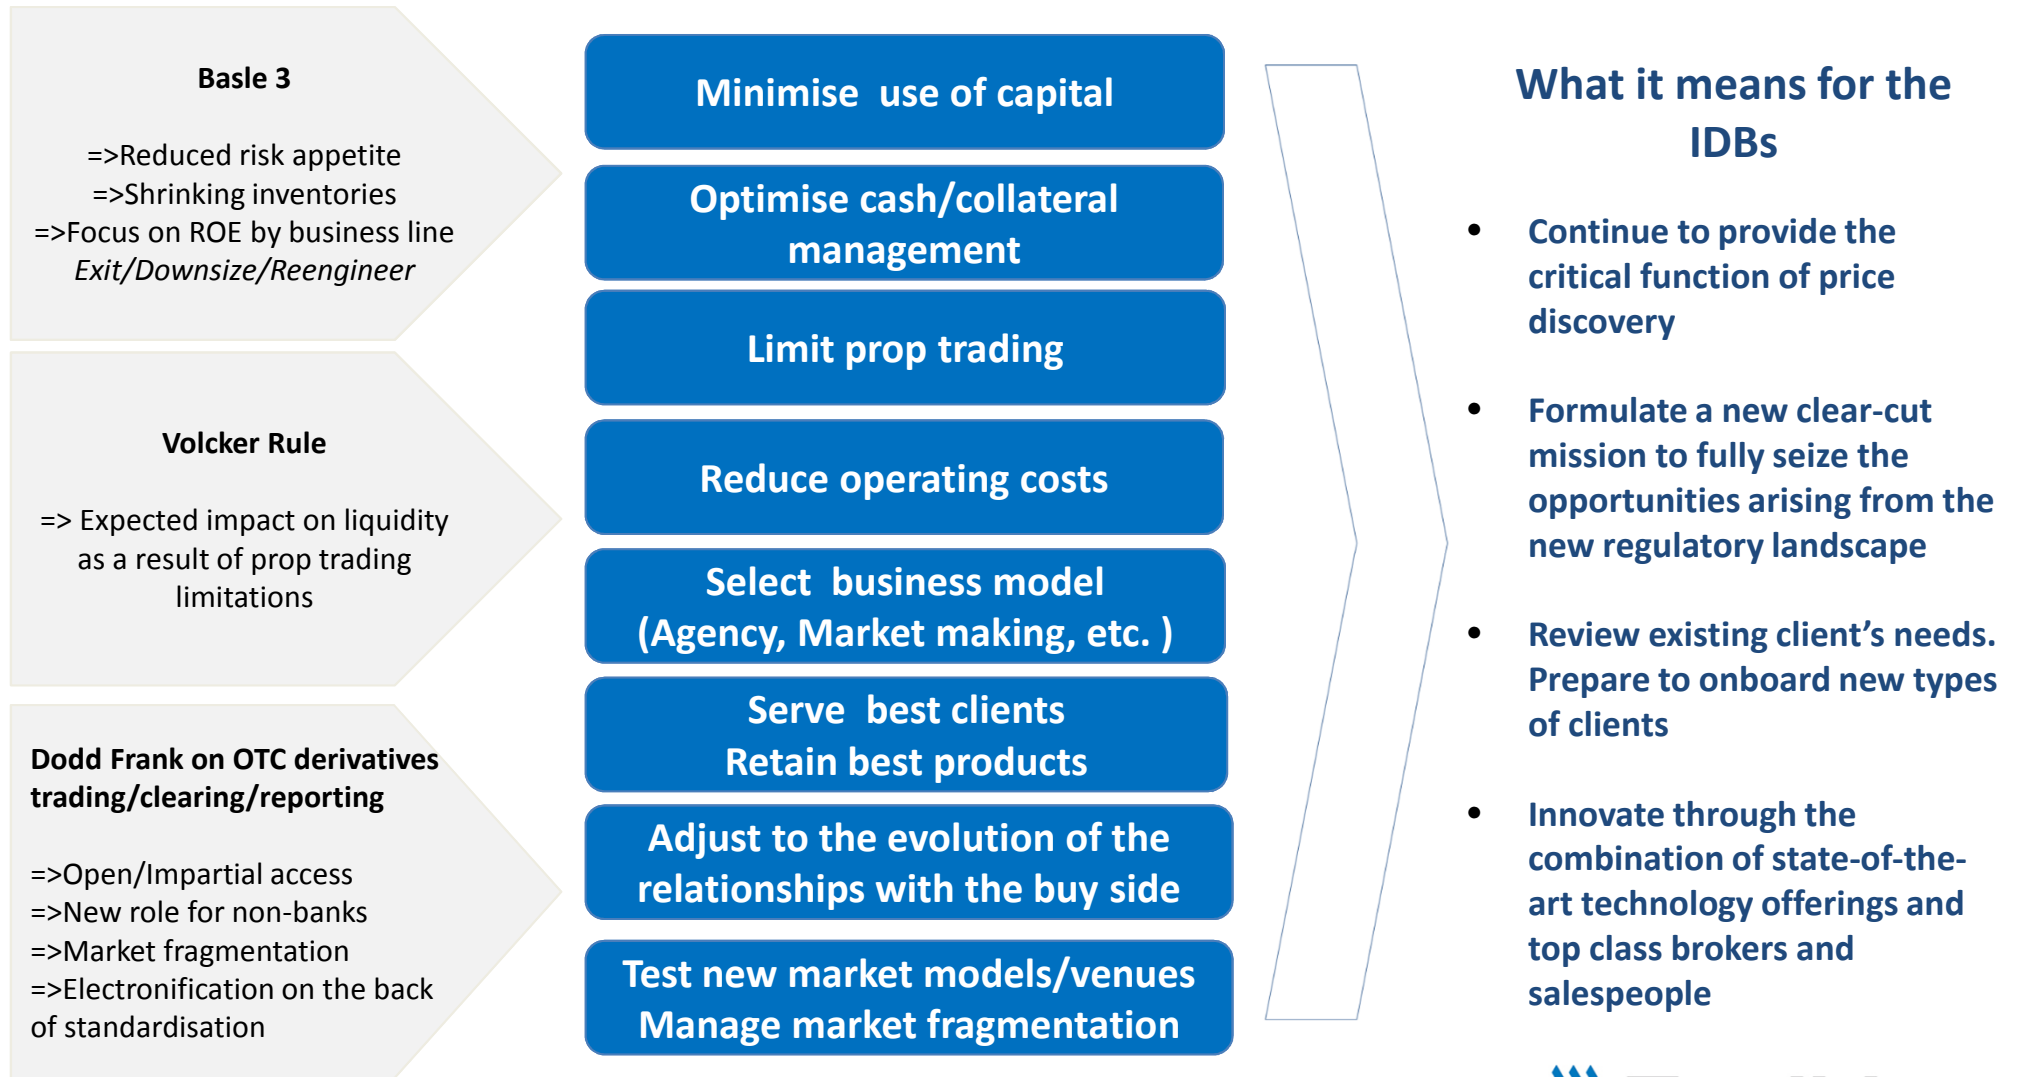 Basle 3
=>Reduced risk appetite
=>Shrinking inventories
=>Focus on ROE by business line
Exit/Downsize/Reengineer
Volcker Rule
=> Expected impact on liquidity
as a result of prop trading
limitations
Dodd Frank on OTC derivatives
trading/clearing/reporting
=>Open/Impartial access
=>New role for non-banks
=>Market fragmentation
=>Electronification on the back
of standardisation
Minimise use of capital
Optimise cash/collateral
management
Limit prop trading
Reduce operating costs
Select business model
(Agency, Market making, etc. )
Serve best clients
Retain best products
Adjust to the evolution of the
relationships with the buy side
Test new market models/venues
Manage market fragmentation
What it means for the
IDBs
• Continue to provide the
critical function of price
discovery
• Formulate a new clear-cut
mission to fully seize the
opportunities arising from the
new regulatory landscape
• Review existing client’s needs.
Prepare to onboard new types
of clients
• Innovate through the
combination of state-of-the-
art technology offerings and
top class brokers and
salespeople